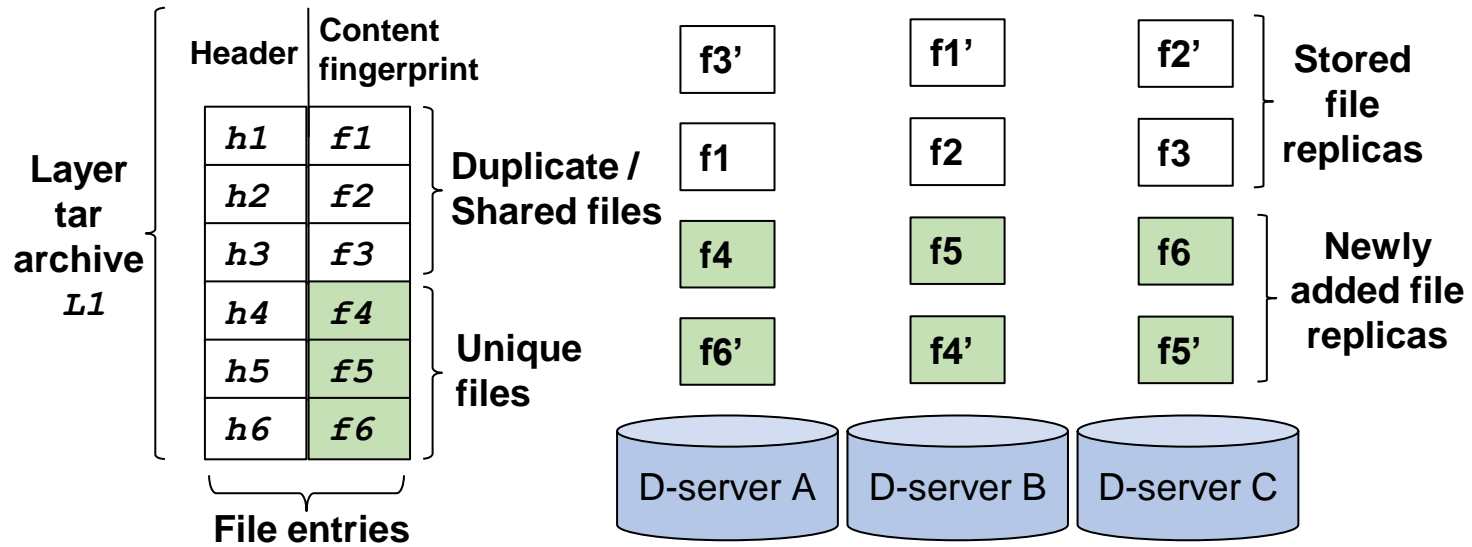 Layer
tar
archive
L1
Header
Content
fingerprint
h1 f1
h2 f2
h3 f3
h4 f4
h5 f5
h6 f6
File entries
Duplicate /
Shared files
Unique
files
f3’ f1’ f2’
f1 f2 f3
f4 f5 f6
f6’ f4’ f5’
D-server A D-server B D-server C
Stored
file
replicas
Newly
added file
replicas